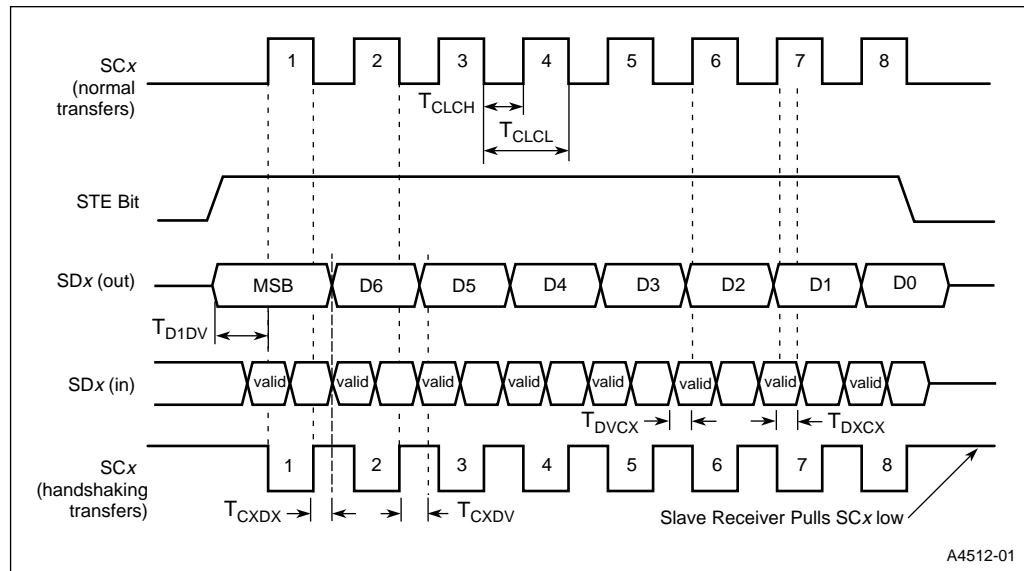 SCx
(normal
transfers)
1 2 3 4 5 6 7 8
TCLCH
TCLCL
STE Bit
SDx (out)
MSB D6 D5 D4 D3 D2 D1 D0
TD1DV
SDx (in)
valid valid valid valid valid valid valid valid
TDVCX
TDXCX
SCx
(handshaking
transfers)
1 2 3 4 5 6 7 8
TCXDX
TCXDV
Slave Receiver Pulls SCx low
A4512-01